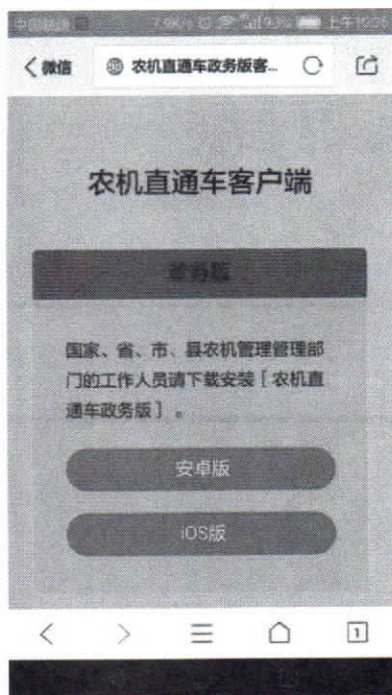 微信 农机直通车政务版客...
农机直通车客户端
政务版
国家、省、市、县农机管理管理部
门的工作人员请下载安装［农机直
通车政务版］。
安卓版
iOS版
1